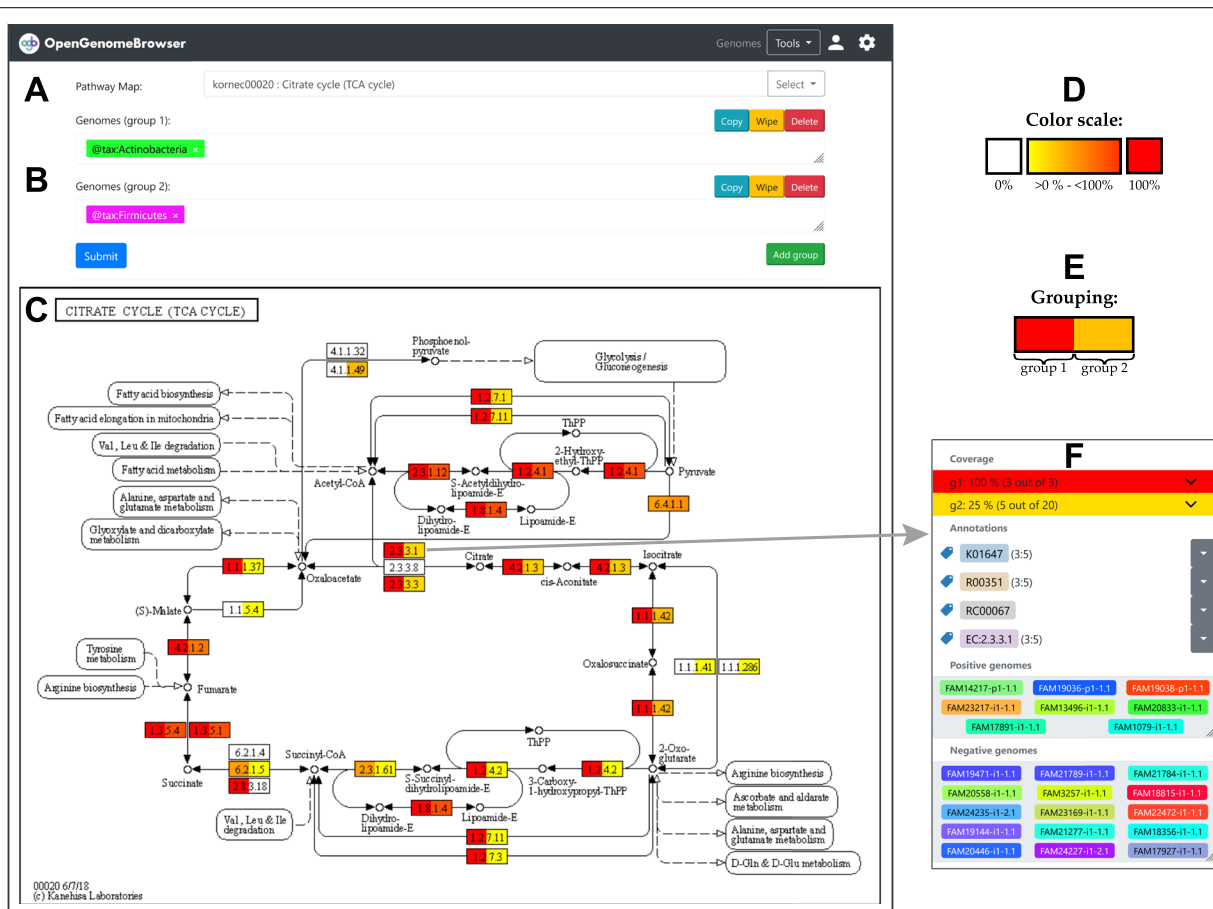 OpenGenomeBrowser
Genomes Tools
A
Pathway Map:
kornec00020 : Citrate cycle (TCA cycle)
Select
Genomes (group 1):
Copy Wipe Delete
@tax:Actinobacteria ×
B
Genomes (group 2):
Copy Wipe Delete
@tax:Firmicutes ×
Submit
Add group
C
CITRATE CYCLE (TCA CYCLE)
4.1.1.32
4.1.1.49
Phosphoenol-
pyruvate
Glycolysis /
Gluconeogenesis
Fatty acid biosynthesis
Fatty acid elongation in mitochondria
Val, Leu & Ile degradation
Fatty acid metabolism
Alanine, aspartate and
glutamate metabolism
Glyoxylate and dicarboxylate
metabolism
1.2.7.1
1.2.7.11
ThPP
2-Hydroxy-
ethyl-ThPP
2.3.1.12
1.2.4.1
1.2.4.1
Pyruvate
Acetyl-CoA
S-Acetyldihydro-
lipoamide-E
1.8.1.4
Dihydro-
lipoamide-E
Lipoamide-E
6.4.1.1
2.3.3.1
2.3.3.8
2.3.3.3
Citrate
4.2.1.3
cis-Aconitate
4.2.1.3
Isocitrate
1.1.1.37
Oxaloacetate
(S)-Malate
1.1.5.4
1.1.1.42
4.2.1.2
Tyrosine
metabolism
Arginine biosynthesis
Fumarate
Oxalosuccinate
1.1.1.41
1.1.1.286
1.1.1.42
1.3.5.4
1.3.5.1
6.2.1.4
6.2.1.5
2.8.3.18
Succinate
Succinyl-CoA
2.3.1.61
S-Succinyl-
dihydrolipoamide-E
1.2.4.2
ThPP
3-Carboxy-
1-hydroxypropyl-ThPP
1.2.4.2
2-Oxo-
glutarate
1.8.1.4
Dihydro-
lipoamide-E
Lipoamide-E
Val, Leu & Ile
degradation
1.2.7.11
1.2.7.3
Arginine biosynthesis
Ascorbate and aldarate
metabolism
Alanine, aspartate and
glutamate metabolism
D-Gln & D-Glu metabolism
00020 6/7/18
(c) Kanehisa Laboratories
D
Color scale:
0% >0 % - <100% 100%
E
Grouping:
group 1 group 2
F
Coverage
g1: 100 % (3 out of 3)
g2: 25 % (5 out of 20)
Annotations
K01647 (3:5)
R00351 (3:5)
RC00067
EC:2.3.3.1 (3:5)
Positive genomes
FAM14217-p1-1.1 FAM19036-p1-1.1 FAM19038-p1-1.1
FAM23217-i1-1.1 FAM13496-i1-1.1 FAM20833-i1-1.1
FAM17891-i1-1.1 FAM1079-i1-1.1
Negative genomes
FAM19471-i1-1.1 FAM21789-i1-1.1 FAM21784-i1-1.1
FAM20558-i1-1.1 FAM3257-i1-1.1 FAM18815-i1-1.1
FAM24235-i1-2.1 FAM23169-i1-1.1 FAM22472-i1-1.1
FAM19144-i1-1.1 FAM21277-i1-1.1 FAM18356-i1-1.1
FAM20446-i1-1.1 FAM24227-i1-2.1 FAM17927-i1-1.1